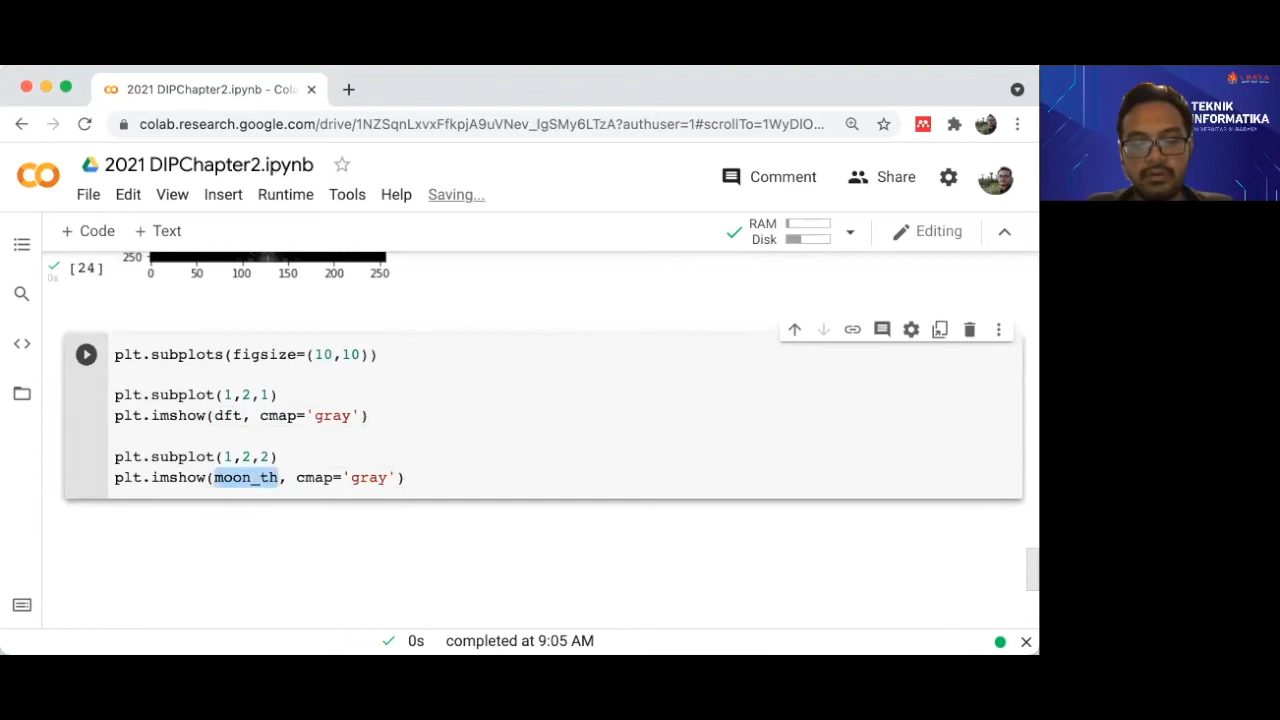 2021 DIPChapter2.ipynb - Cola
colab.research.google.com/drive/1NZSqnLxvxFfkpjA9uVNev_lgSMy6LTzA?authuser=1#scrollTo=1WyDIO...
2021 DIPChapter2.ipynb
File Edit View Insert Runtime Tools Help Saving...
Comment Share
+ Code + Text
RAM
Disk
Editing
250
[24]
0s
0 50 100 150 200 250
plt.subplots(figsize=(10,10))
plt.subplot(1,2,1)
plt.imshow(dft, cmap='gray')
plt.subplot(1,2,2)
plt.imshow(moon_th, cmap='gray')
0s completed at 9:05 AM
TEKNIK
INFORMATIKA